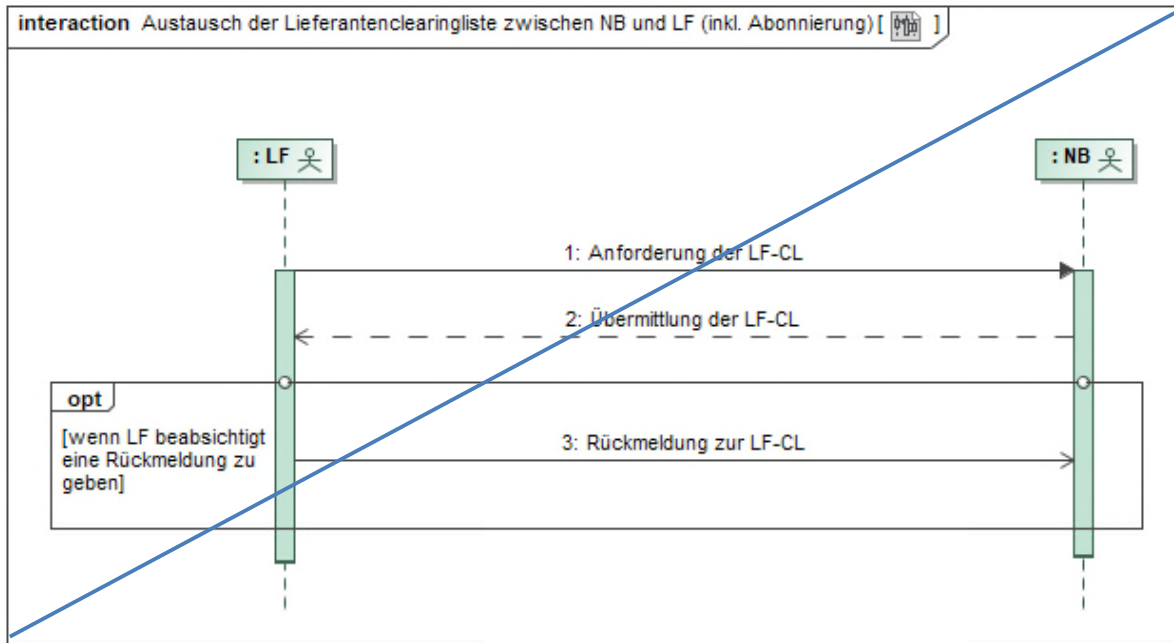 interaction Austausch der Lieferantenclearingliste zwischen NB und LF (inkl. Abonnierung) [ ]
: LF
: NB
1: Anforderung der LF-CL
2: Übermittlung der LF-CL
opt
[wenn LF beabsichtigt
eine Rückmeldung zu
geben]
3: Rückmeldung zur LF-CL